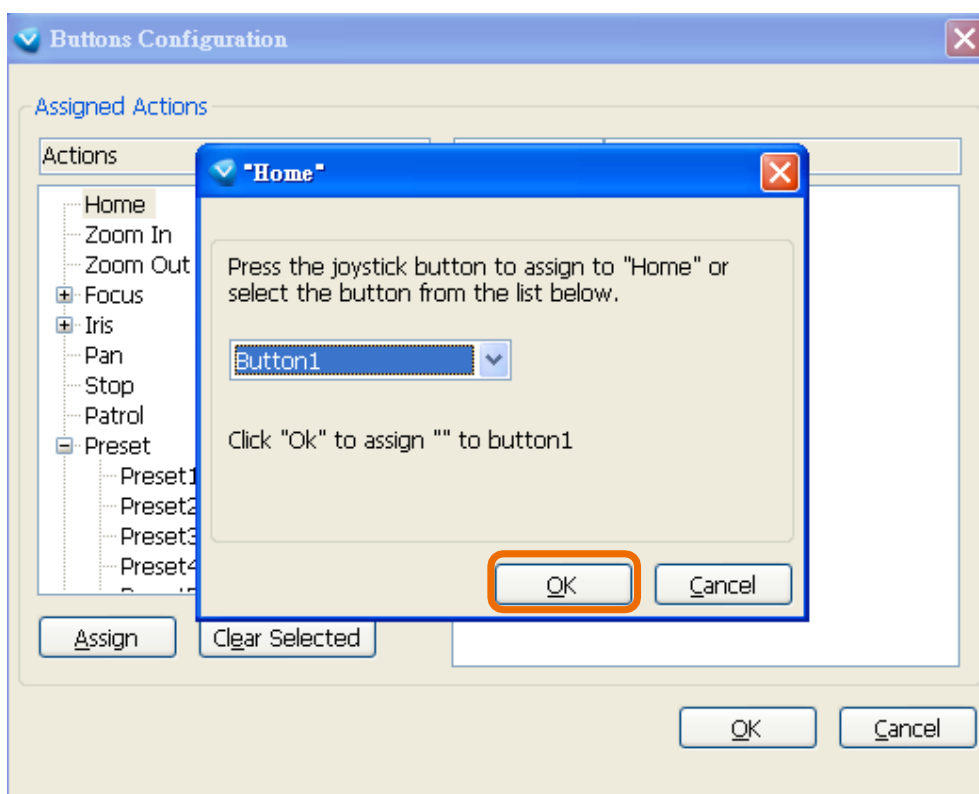 Buttons Configuration
Assigned Actions
Actions
Home
Zoom In
Zoom Out
Focus
Iris
Pan
Stop
Patrol
Preset
Preset1
Preset2
Preset3
Preset4
"Home"
Press the joystick button to assign to "Home" or
select the button from the list below.
Button1
Click "Ok" to assign "" to button1
OK
Cancel
Assign
Clear Selected
OK
Cancel